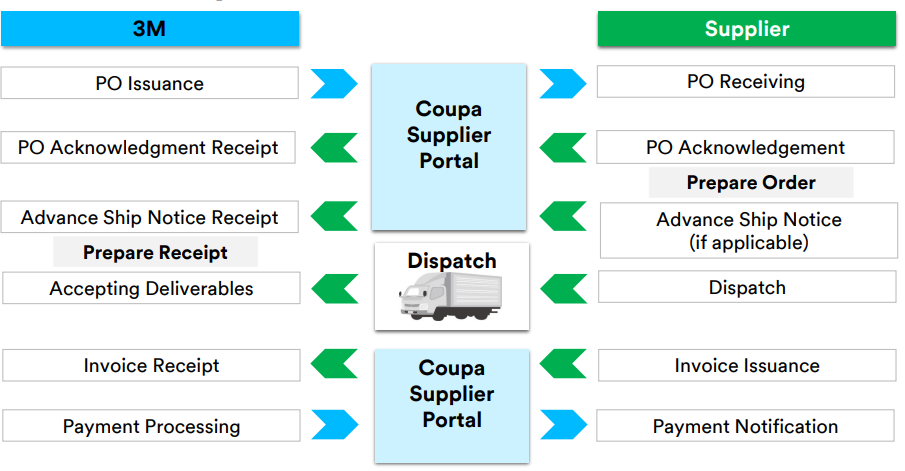 3M
Supplier
PO Issuance
Coupa
Supplier
Portal
PO Receiving
PO Acknowledgment Receipt
PO Acknowledgement
Prepare Order
Advance Ship Notice Receipt
Advance Ship Notice
(if applicable)
Prepare Receipt
Dispatch
Accepting Deliverables
Dispatch
Invoice Receipt
Coupa
Supplier
Portal
Invoice Issuance
Payment Processing
Payment Notification